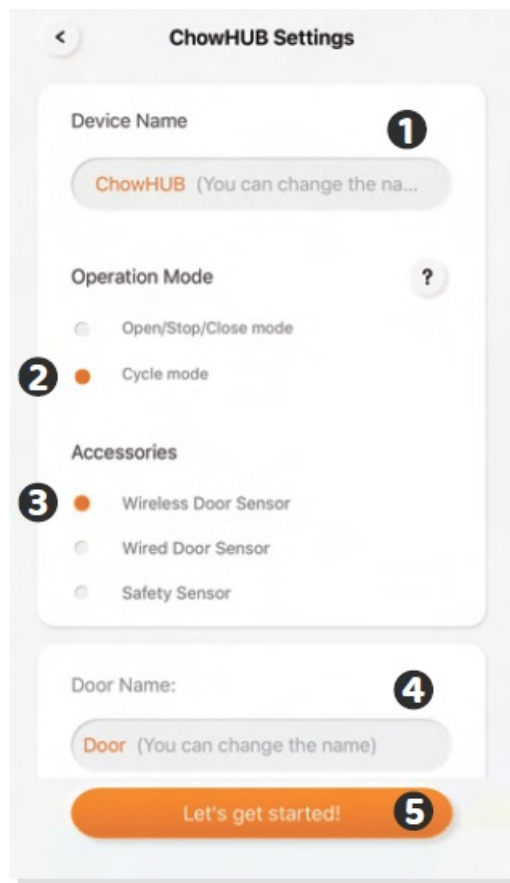 <
ChowHUB Settings
Device Name
1
ChowHUB (You can change the na...
Operation Mode
?
Open/Stop/Close mode
2
Cycle mode
Accessories
3
Wireless Door Sensor
Wired Door Sensor
Safety Sensor
Door Name:
4
Door (You can change the name)
Let's get started!
5